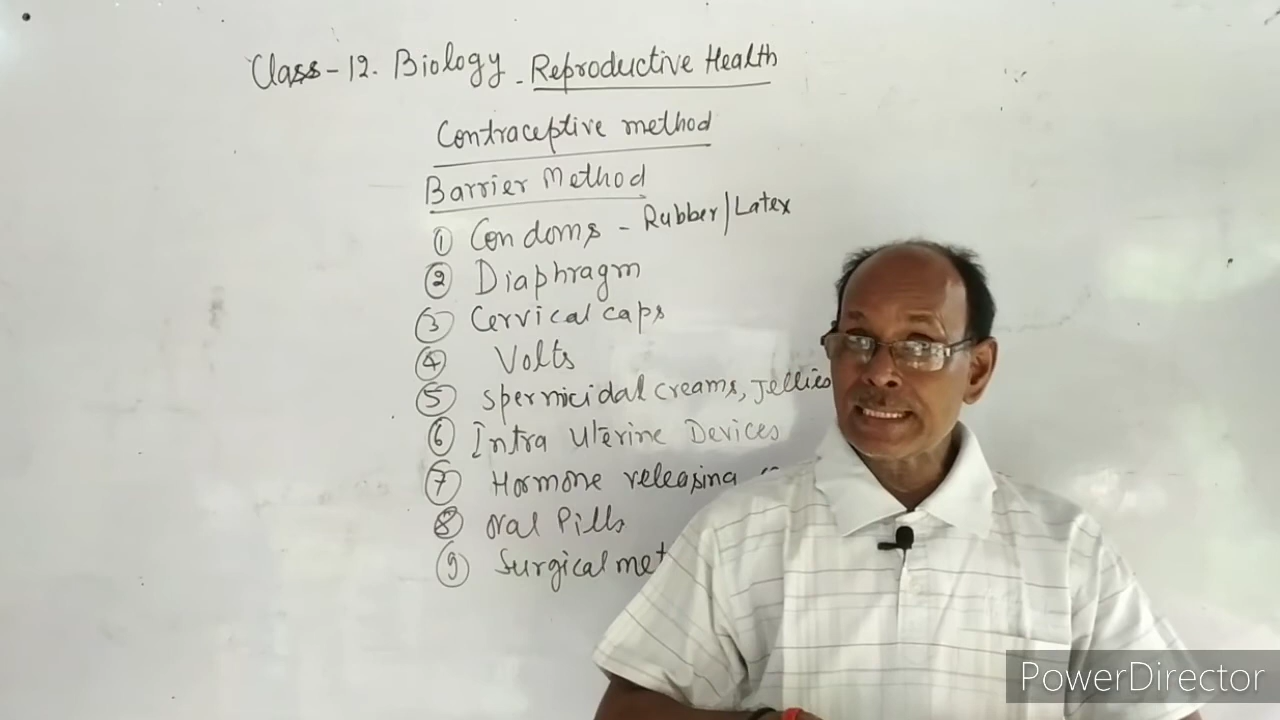 Class-12. Biology - Reproductive Health
Contraceptive method
Barrier Method
① Condoms - Rubber/Latex
② Diaphragm
③ Cervical caps
④ Volts
⑤ Spermicidal creams, Jellies
⑥ Intra Uterine Devices
⑦ Hormone releasing
⑧ oral Pills
⑨ Surgical met
PowerDirector